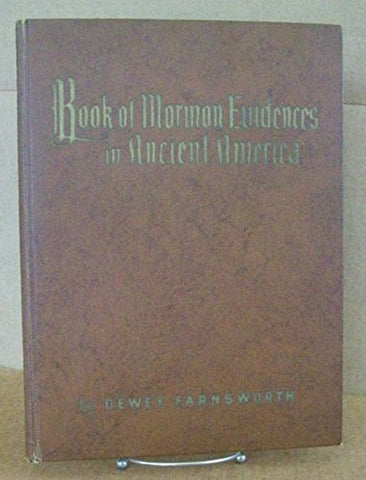 Book of Mormon Evidences
in Ancient America
By DEWEY FARNSWORTH